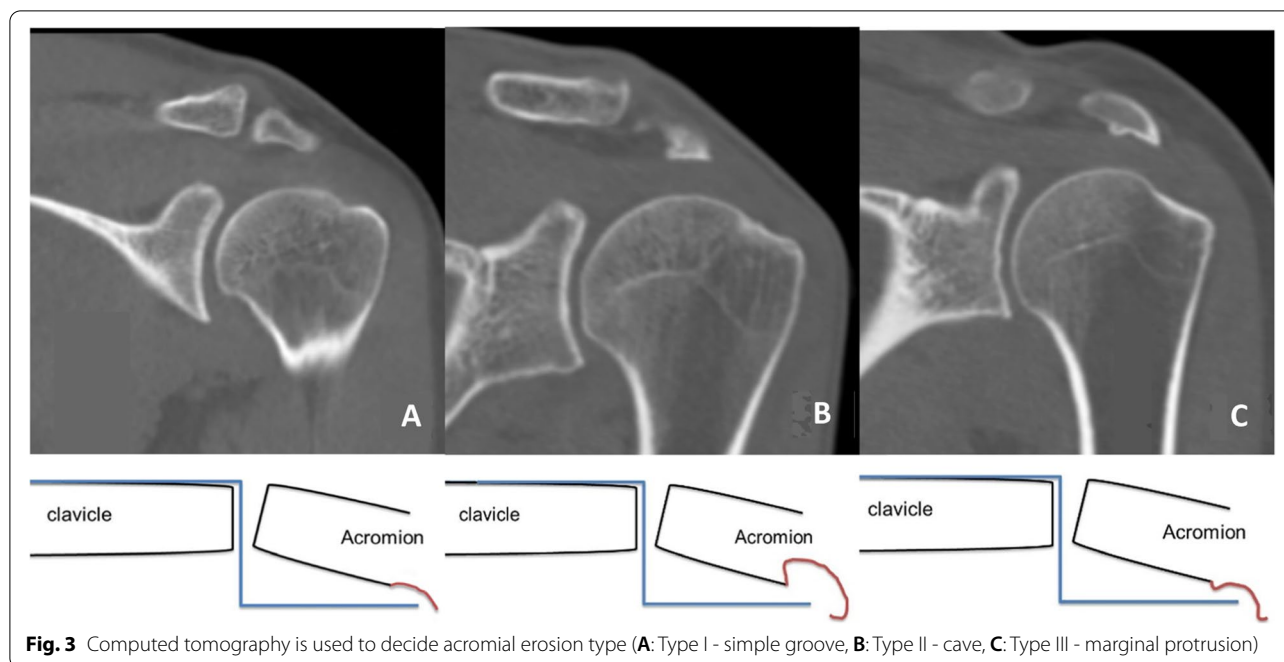 A
B
C
clavicle
Acromion
clavicle
Acromion
clavicle
Acromion
Fig. 3 Computed tomography is used to decide acromial erosion type (A: Type I - simple groove, B: Type II - cave, C: Type III - marginal protrusion)